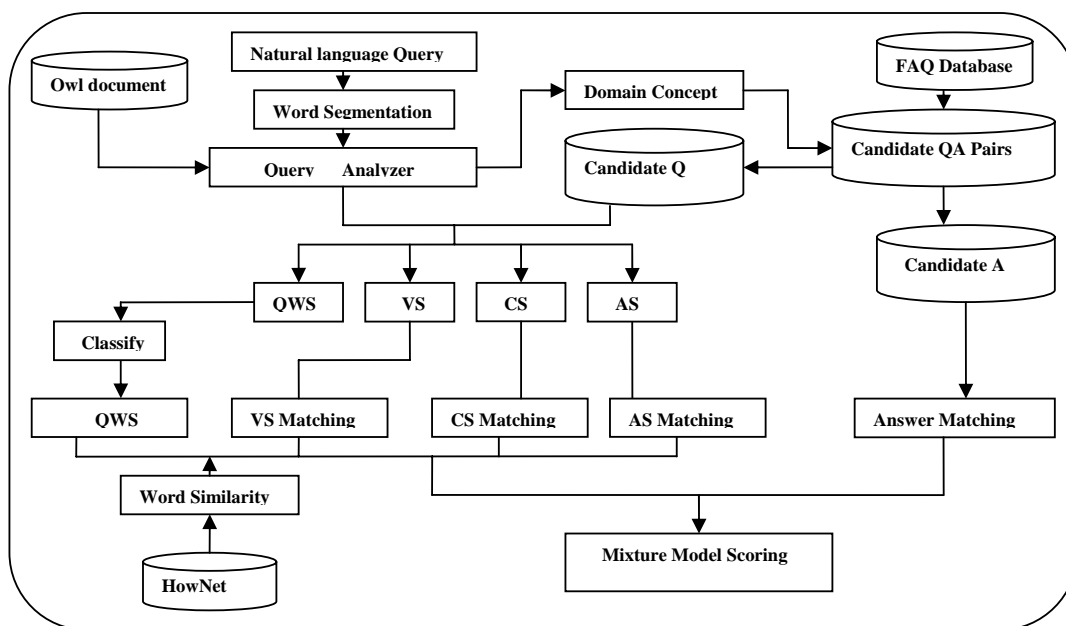 Natural language Query
FAQ Database
Owl document
Domain Concept
Word Segmentation
Candidate QA Pairs
Query Analyzer
Candidate Q
Candidate A
QWS
VS
CS
AS
Classify
QWS
VS Matching
CS Matching
AS Matching
Answer Matching
Word Similarity
Mixture Model Scoring
HowNet